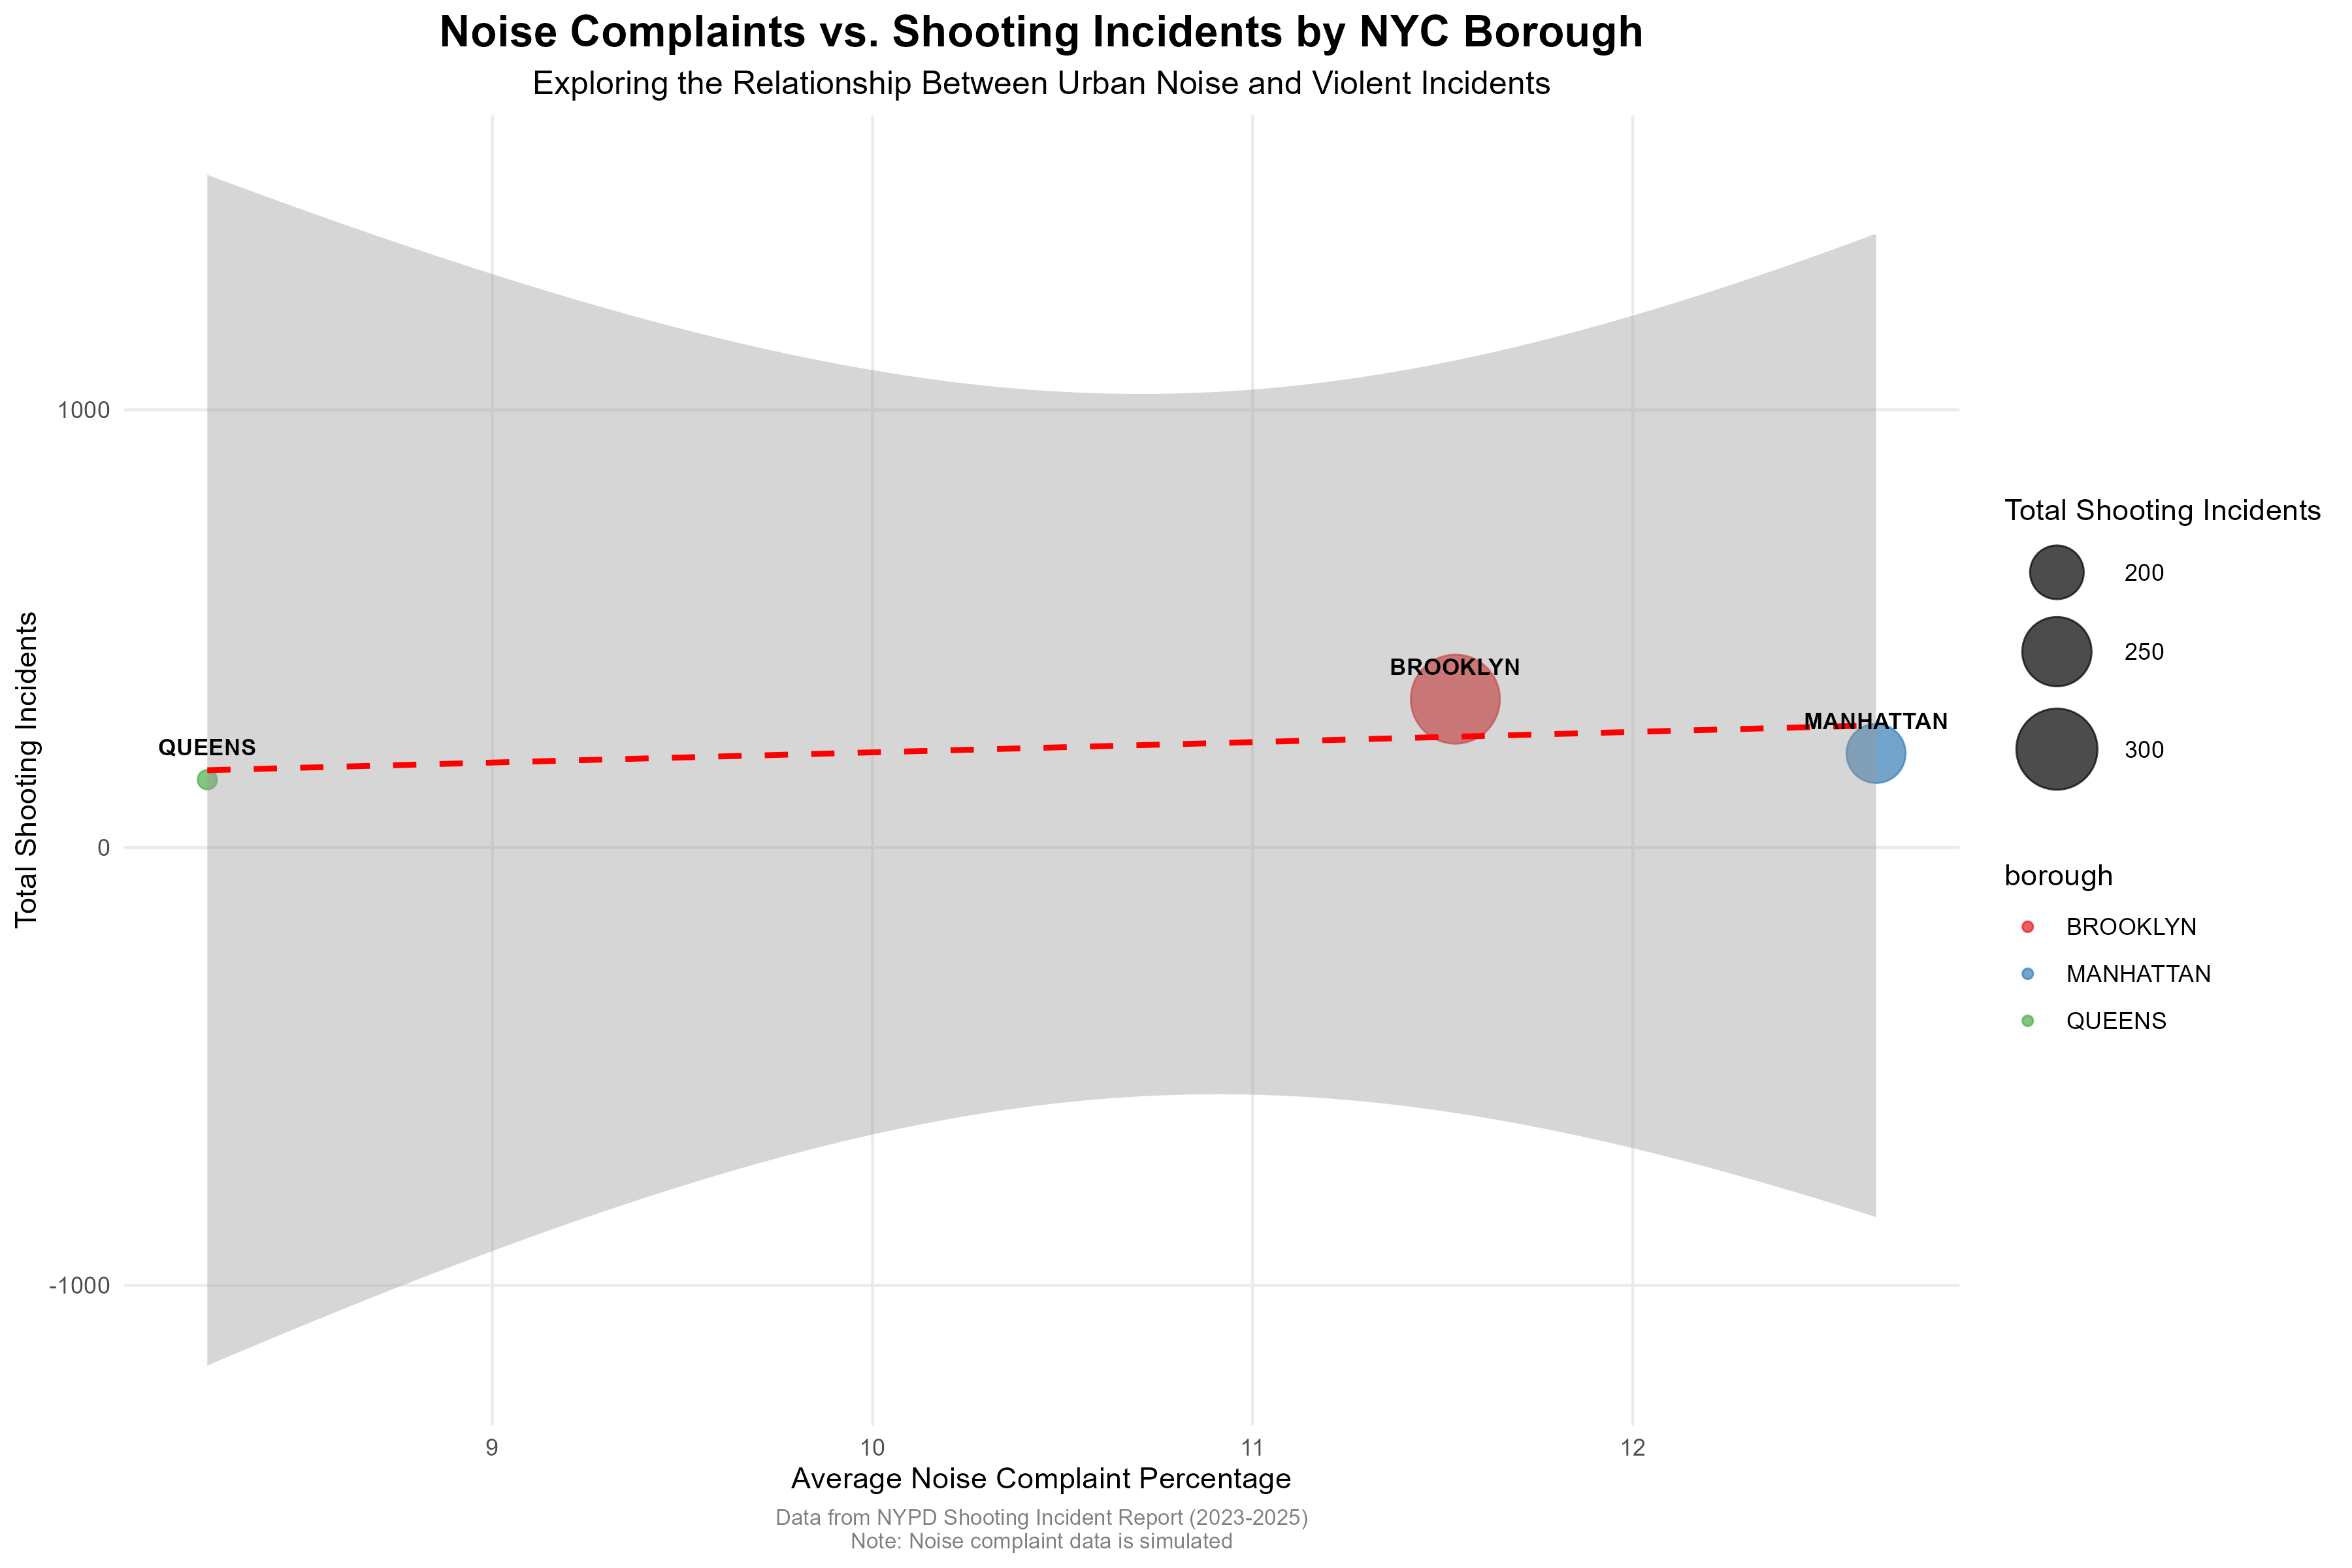 Noise Complaints vs. Shooting Incidents by NYC Borough
Exploring the Relationship Between Urban Noise and Violent Incidents
Total Shooting Incidents
1000
0
-1000
QUEENS
BROOKLYN
MANHATTAN
9
10
11
12
Average Noise Complaint Percentage
Data from NYPD Shooting Incident Report (2023-2025)
Note: Noise complaint data is simulated
Total Shooting Incidents
200
250
300
borough
BROOKLYN
MANHATTAN
QUEENS